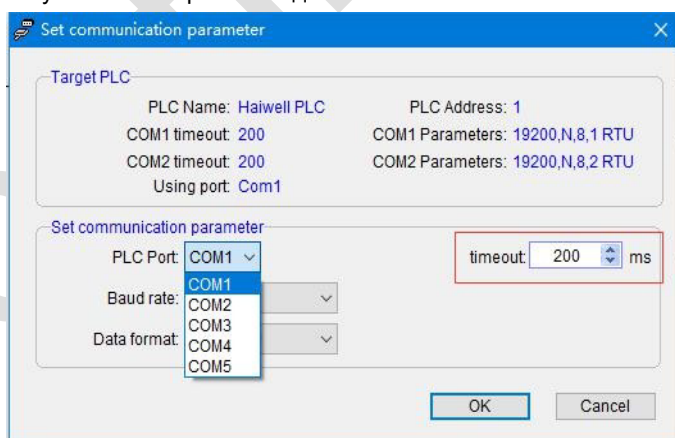 Set communication parameter
Target PLC
PLC Name: Haiwell PLC PLC Address: 1
COM1 timeout: 200 COM1 Parameters: 19200,N,8,1 RTU
COM2 timeout: 200 COM2 Parameters: 19200,N,8,2 RTU
Using port: Com1
Set communication parameter
PLC Port: COM1 timeout: 200 ms
COM1
Baud rate:
COM2
COM3
Data format:
COM4
COM5
OK Cancel